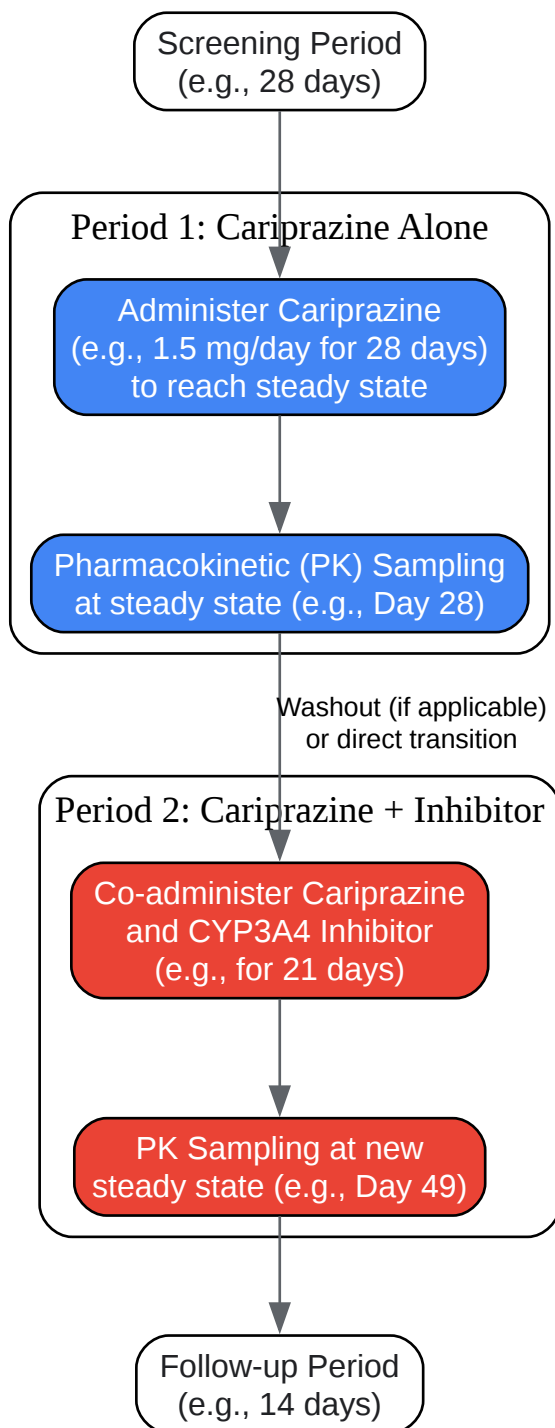 Screening Period
(e.g., 28 days)
Period 1: Cariprazine Alone
Administer Cariprazine
(e.g., 1.5 mg/day for 28 days)
to reach steady state
Pharmacokinetic (PK) Sampling
at steady state (e.g., Day 28)
Washout (if applicable)
or direct transition
Period 2: Cariprazine + Inhibitor
Co-administer Cariprazine
and CYP3A4 Inhibitor
(e.g., for 21 days)
PK Sampling at new
steady state (e.g., Day 49)
Follow-up Period
(e.g., 14 days)